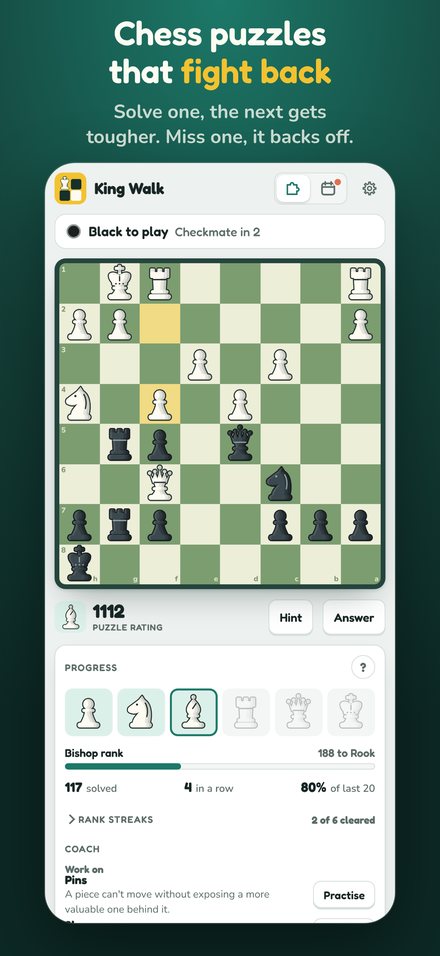 Chess puzzles
that fight back
Solve one, the next gets
tougher. Miss one, it backs off.
King Walk
Black to play Checkmate in 2
1
2
3
4
5
6
7
8
h g f e d c b a
1112
PUZZLE RATING
Hint
Answer
PROGRESS
?
Bishop rank 188 to Rook
117 solved 4 in a row 80% of last 20
RANK STREAKS 2 of 6 cleared
COACH
Work on
Pins
A piece can't move without exposing a more
valuable one behind it.
Practise